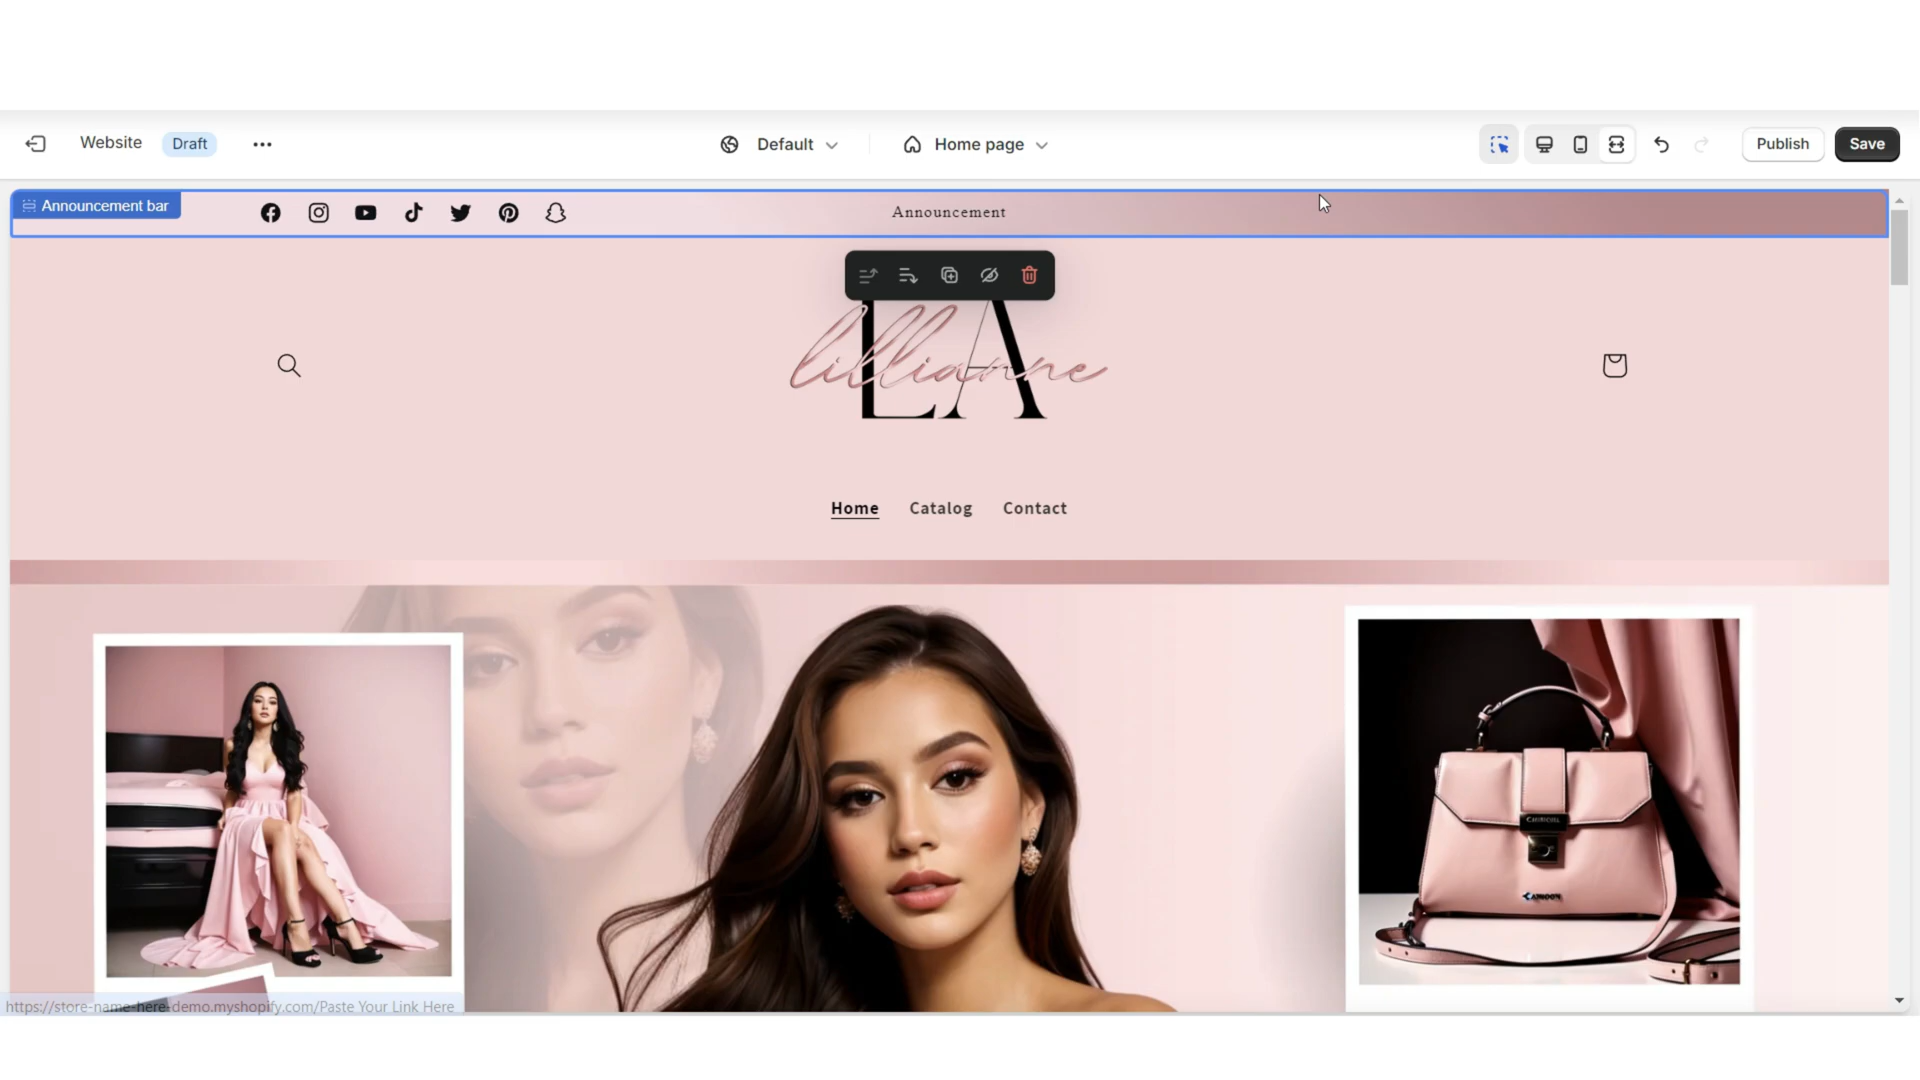 Website Draft Default Home page Publish Save
Announcement bar
Announcement
LA
lillianne
Home Catalog Contact
https://store-name-here-demo.myshopify.com/Paste Your Link Here